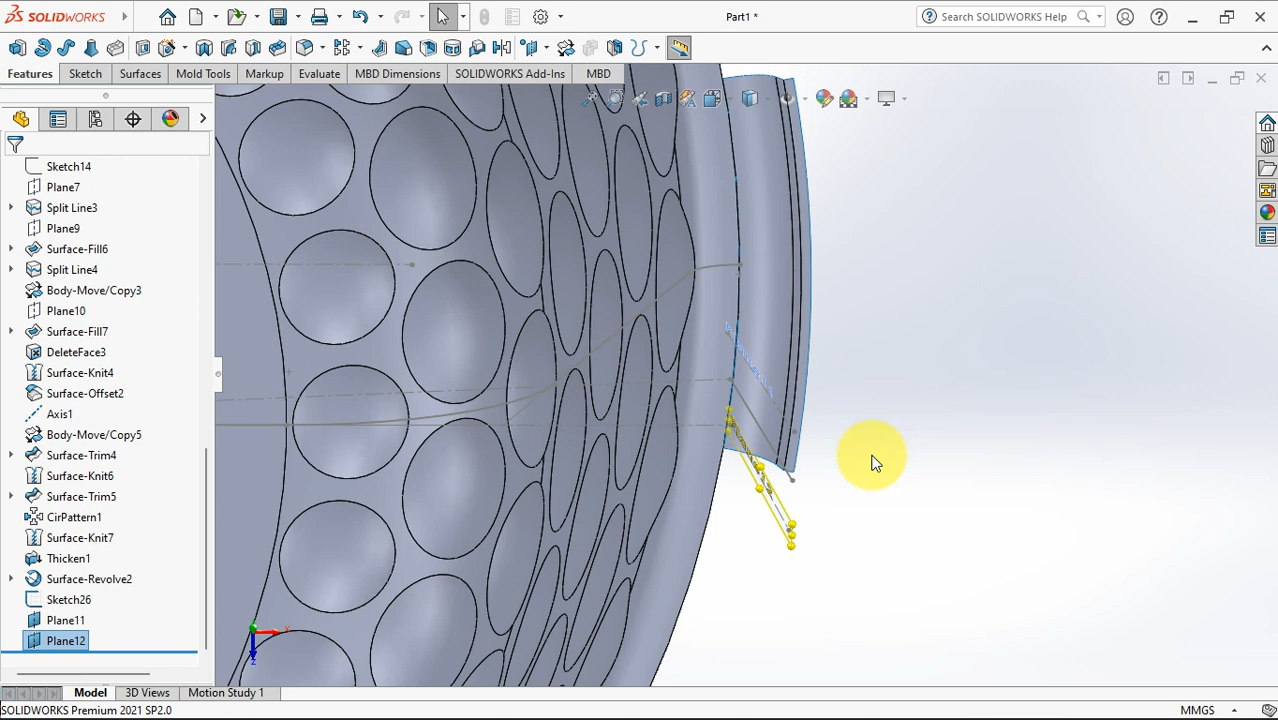 SOLIDWORKS
Part1 *
Search SOLIDWORKS Help
Features
Sketch
Surfaces
Mold Tools
Markup
Evaluate
MBD Dimensions
SOLIDWORKS Add-Ins
MBD
Sketch14
Plane7
Split Line3
Plane9
Surface-Fill6
Split Line4
Body-Move/Copy3
Plane10
Surface-Fill7
DeleteFace3
Surface-Knit4
Surface-Offset2
Axis1
Body-Move/Copy5
Surface-Trim4
Surface-Knit6
Surface-Trim5
CirPattern1
Surface-Knit7
Thicken1
Surface-Revolve2
Sketch26
Plane11
Plane12
X
Z
Model
3D Views
Motion Study 1
SOLIDWORKS Premium 2021 SP2.0
MMGS